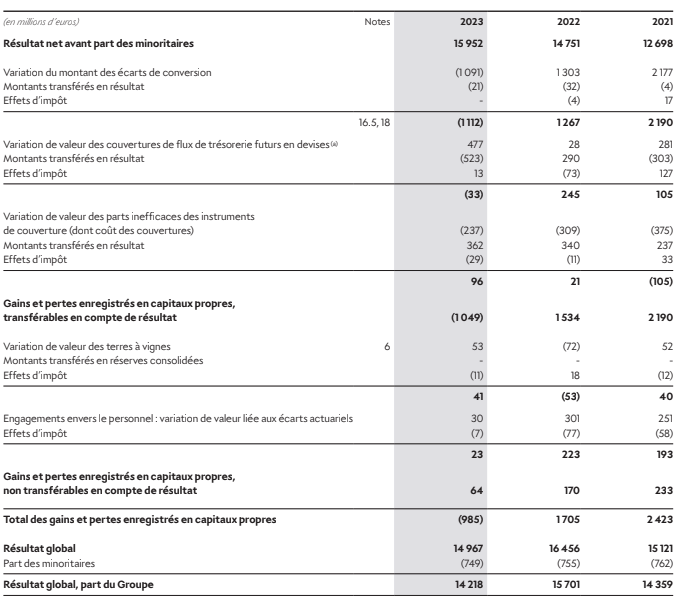 (en millions d'euros) Notes 2023 2022 2021
Résultat net avant part des minoritaires 15 952 14 751 12 698
Variation du montant des écarts de conversion (1 091) 1 303 2 177
Montants transférés en résultat (21) (32) (4)
Effets d'impôt - (4) 17
16.5, 18 (1 112) 1 267 2 190
Variation de valeur des couvertures de flux de trésorerie futurs en devises (a) 477 28 281
Montants transférés en résultat (523) 290 (303)
Effets d'impôt 13 (73) 127
(33) 245 105
Variation de valeur des parts inefficaces des instruments
de couverture (dont coût des couvertures) (237) (309) (375)
Montants transférés en résultat 362 340 237
Effets d'impôt (29) (11) 33
96 21 (105)
Gains et pertes enregistrés en capitaux propres,
transférables en compte de résultat (1 049) 1 534 2 190
Variation de valeur des terres à vignes 6 53 (72) 52
Montants transférés en réserves consolidées - - -
Effets d'impôt (11) 18 (12)
41 (53) 40
Engagements envers le personnel : variation de valeur liée aux écarts actuariels 30 301 251
Effets d'impôt (7) (77) (58)
23 223 193
Gains et pertes enregistrés en capitaux propres,
non transférables en compte de résultat 64 170 233
Total des gains et pertes enregistrés en capitaux propres (985) 1 705 2 423
Résultat global 14 967 16 456 15 121
Part des minoritaires (749) (755) (762)
Résultat global, part du Groupe 14 218 15 701 14 359